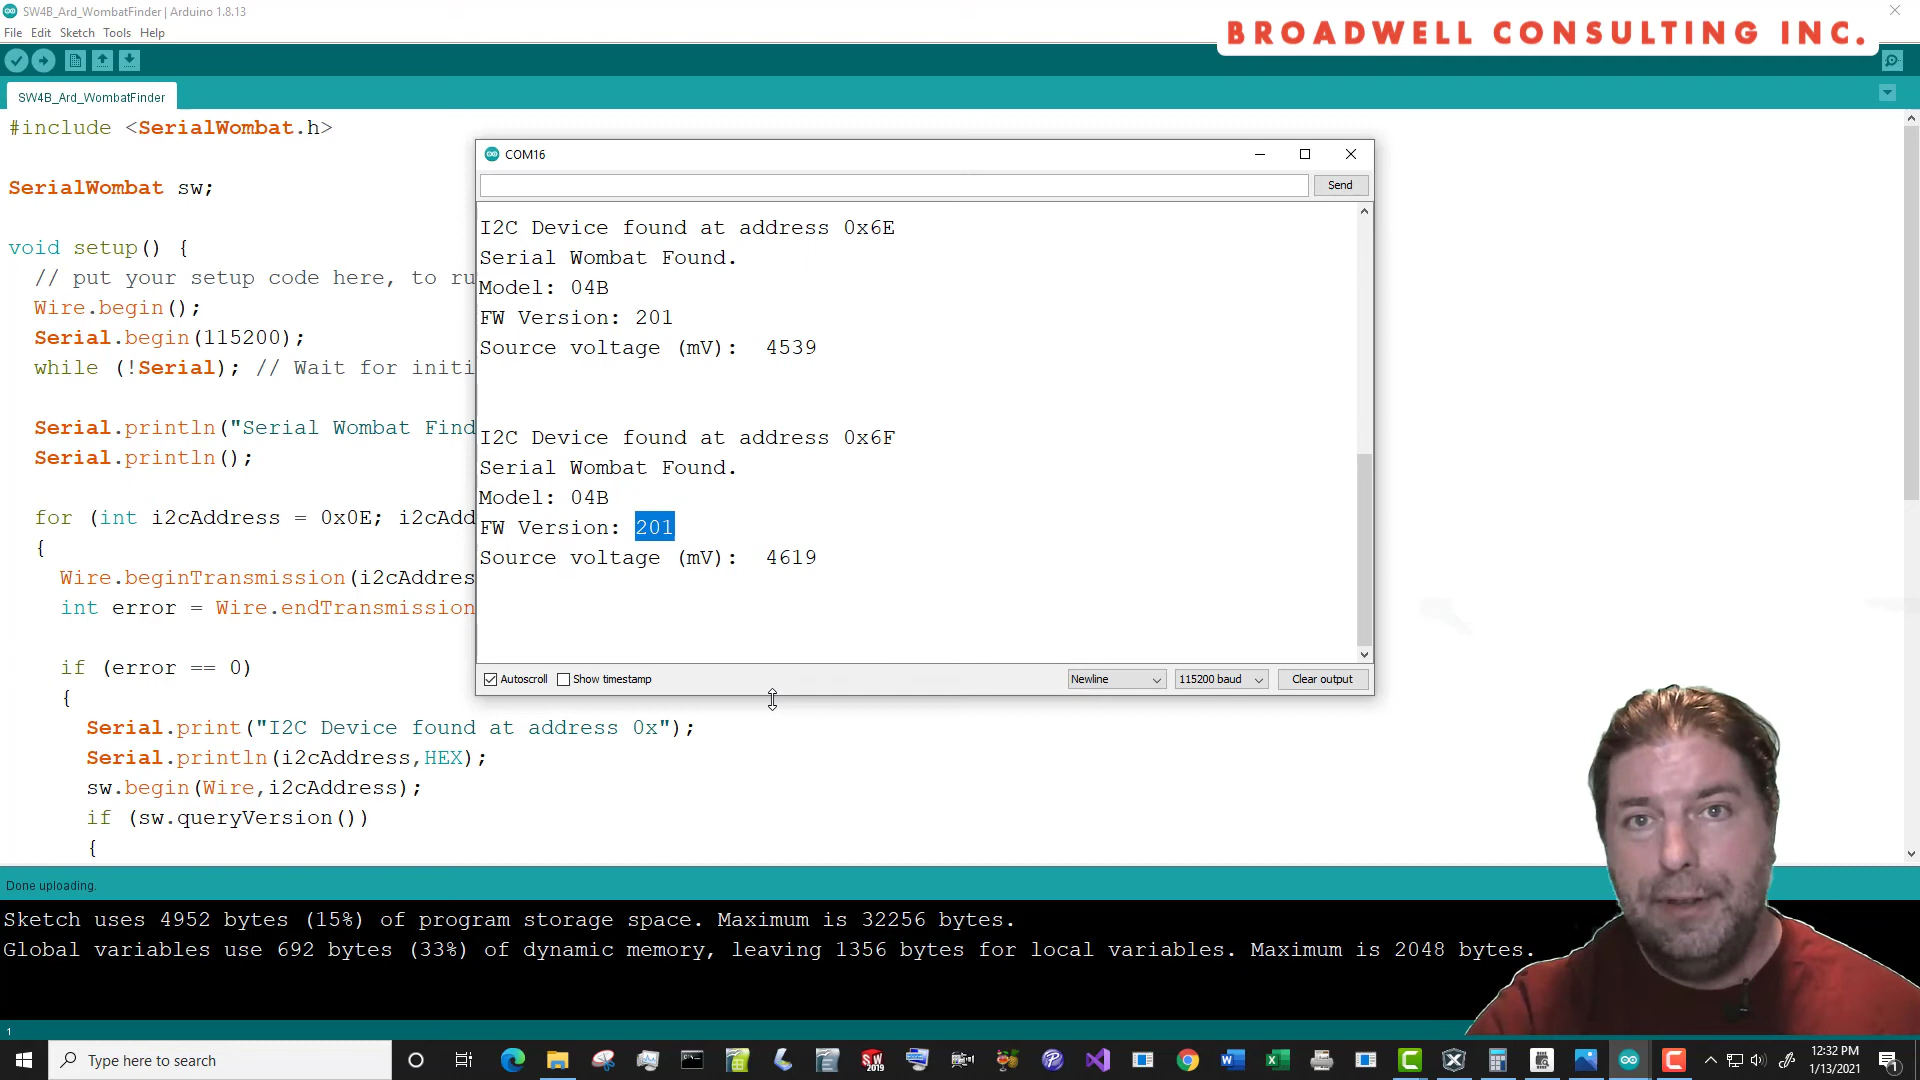 SW4B_Ard_WombatFinder | Arduino 1.8.13
BROADWELL CONSULTING INC.
File Edit Sketch Tools Help
SW4B_Ard_WombatFinder
#include <SerialWombat.h>
SerialWombat sw;
void setup() {
// put your setup code here, to ru
Wire.begin();
Serial.begin(115200);
while (!Serial); // Wait for initi
Serial.println("Serial Wombat Find
Serial.println();
for (int i2cAddress = 0x0E; i2cAdd
{
Wire.beginTransmission(i2cAddres
int error = Wire.endTransmission
if (error == 0)
{
Serial.print("I2C Device found at address 0x");
Serial.println(i2cAddress,HEX);
sw.begin(Wire,i2cAddress);
if (sw.queryVersion())
{
COM16
Send
I2C Device found at address 0x6E
Serial Wombat Found.
Model: 04B
FW Version: 201
Source voltage (mV): 4539
I2C Device found at address 0x6F
Serial Wombat Found.
Model: 04B
FW Version: 201
Source voltage (mV): 4619
Autoscroll Show timestamp Newline 115200 baud Clear output
Done uploading.
Sketch uses 4952 bytes (15%) of program storage space. Maximum is 32256 bytes.
Global variables use 692 bytes (33%) of dynamic memory, leaving 1356 bytes for local variables. Maximum is 2048 bytes.
1
Type here to search
SW
2019
12:32 PM
1/13/2021
1